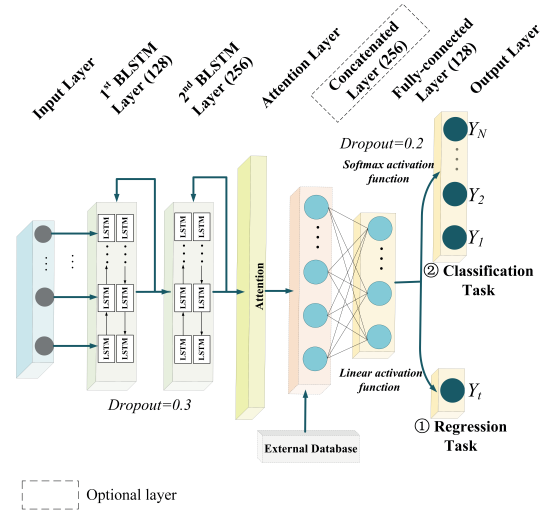 Input Layer
1st BLSTM
Layer (128)
2nd BLSTM
Layer (256)
Attention Layer
Concatenated
Layer (256)
Fully-connected
Layer (128)
Output Layer
Dropout=0.2
Softmax activation
function
YN
Y2
Y1
② Classification
Task
LSTM LSTM LSTM LSTM
LSTM LSTM LSTM LSTM
LSTM LSTM LSTM LSTM
Attention
Dropout=0.3
Linear activation
function
Yt
① Regression
Task
External Database
Optional layer